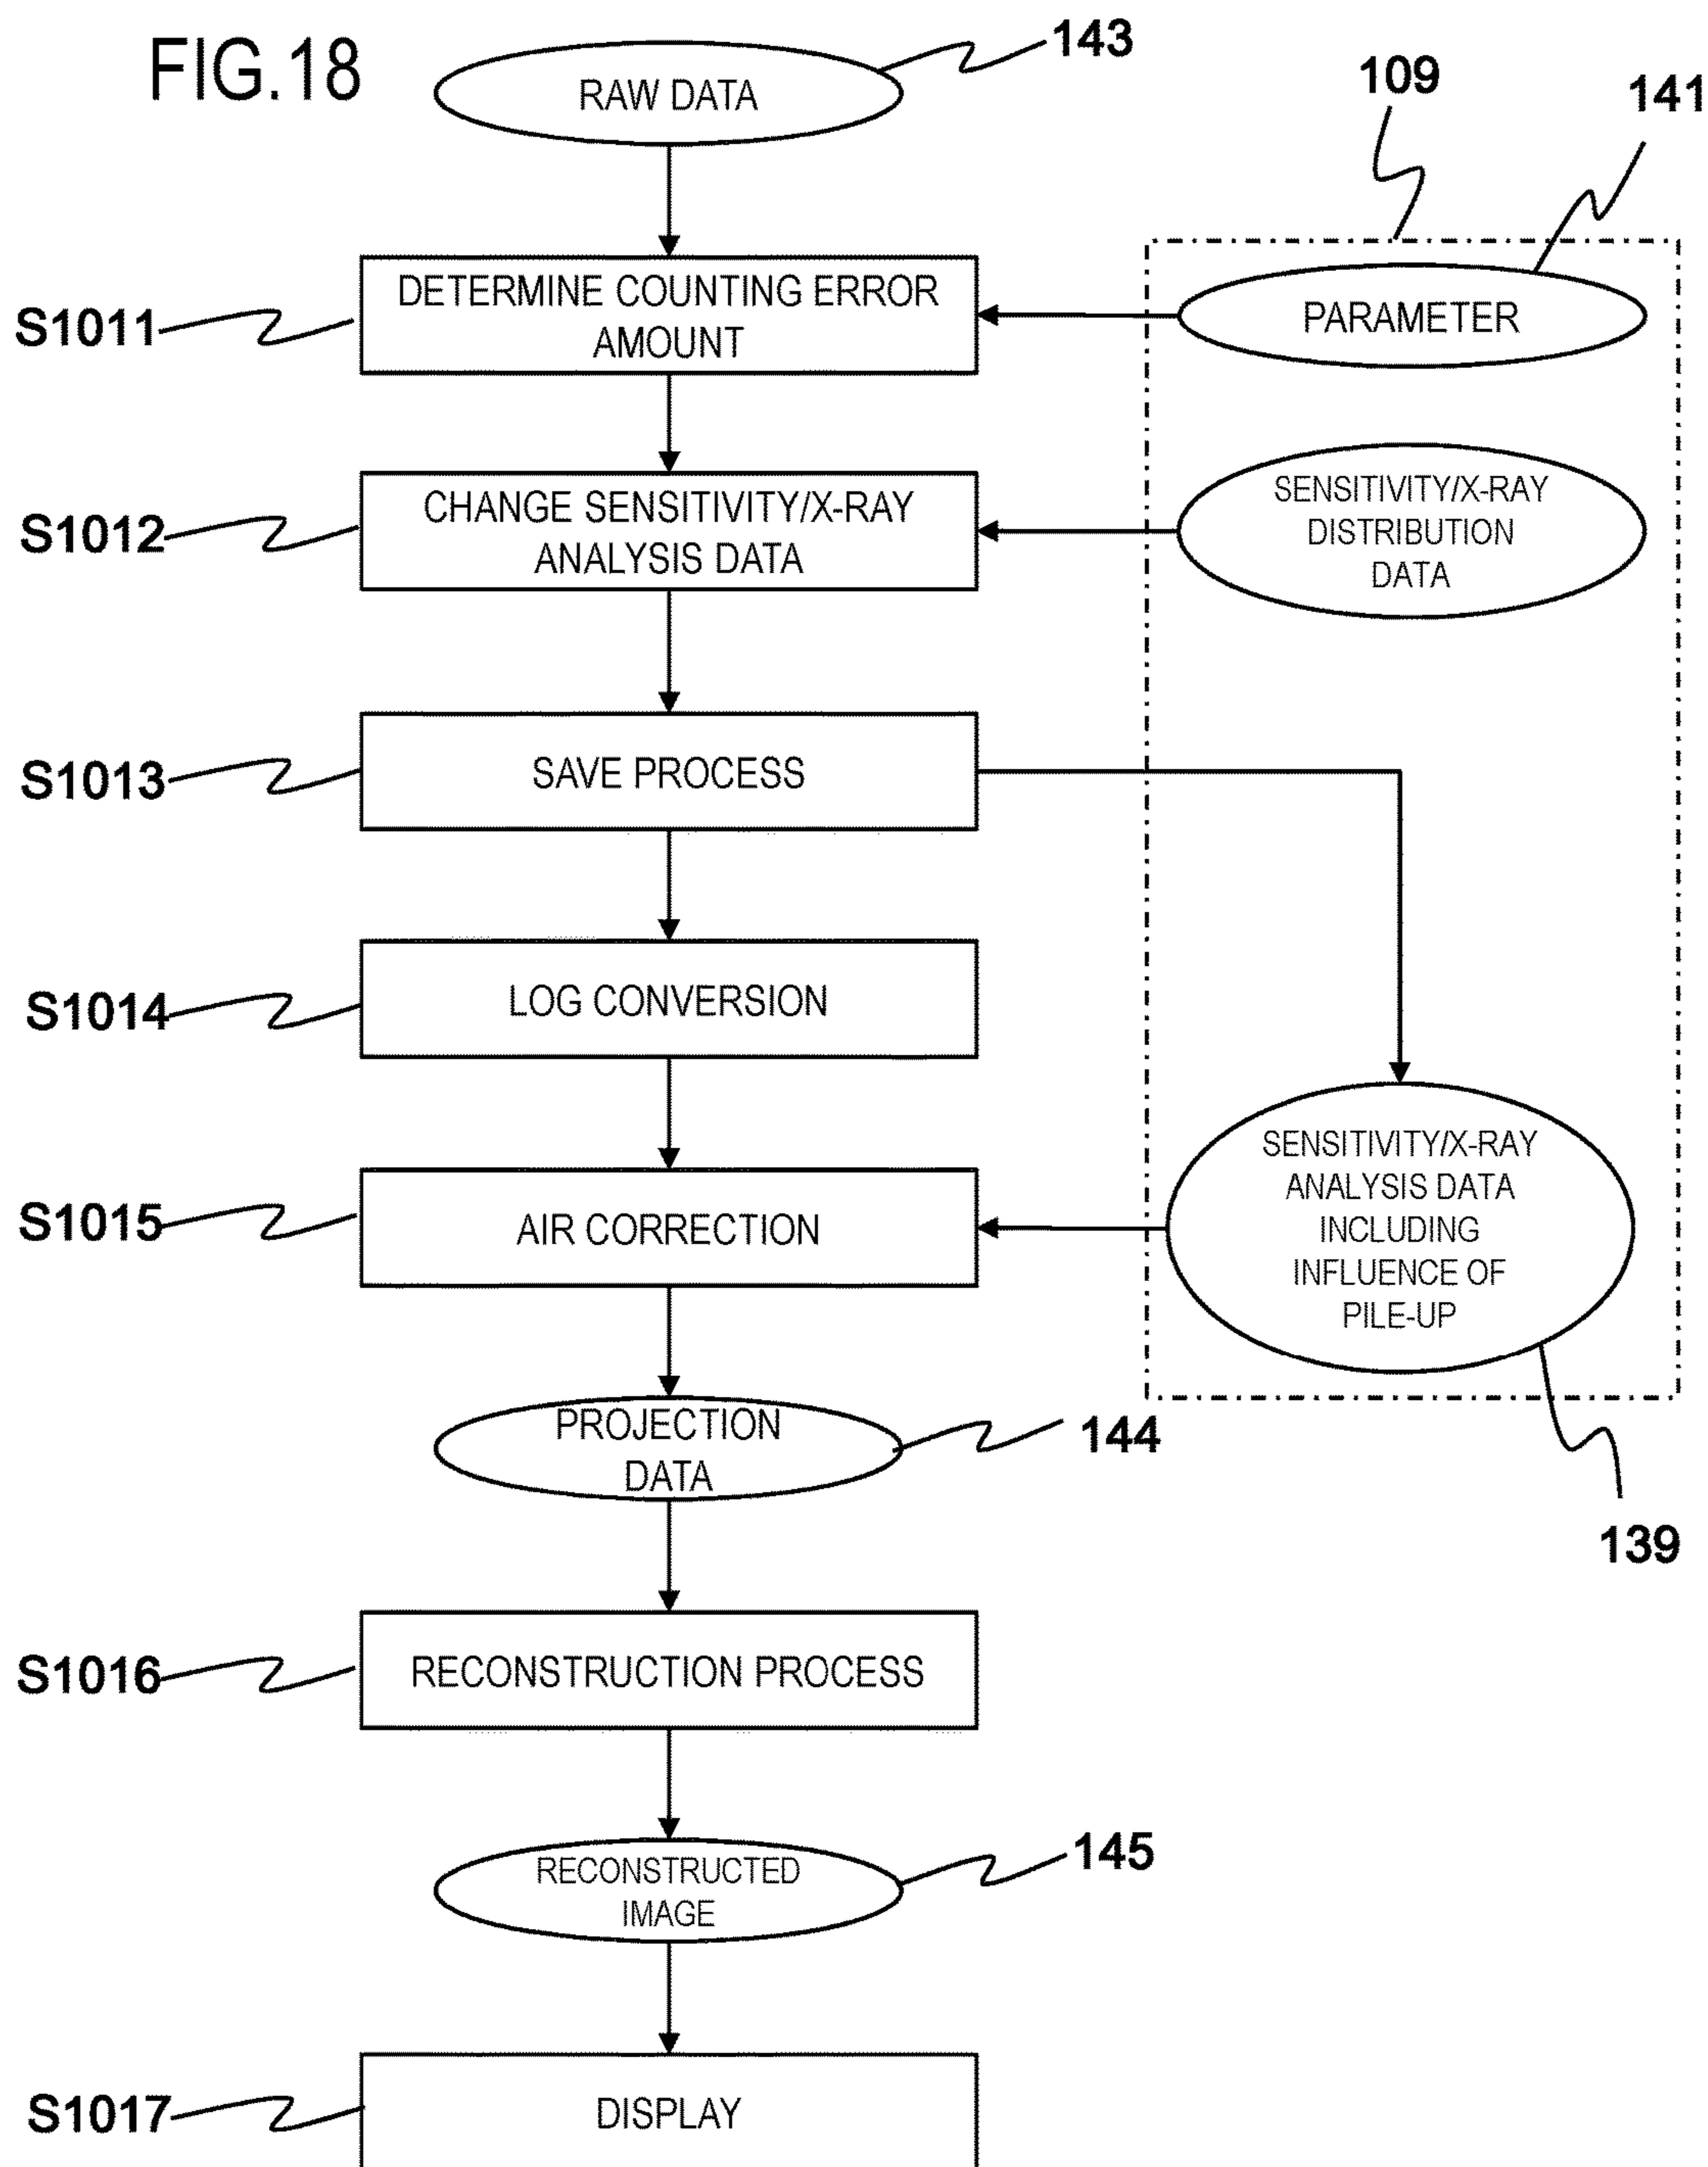 FIG.18
143
RAW DATA
109
141
S1011
DETERMINE COUNTING ERROR
AMOUNT
PARAMETER
S1012
CHANGE SENSITIVITY/X-RAY
ANALYSIS DATA
SENSITIVITY/X-RAY
DISTRIBUTION
DATA
S1013
SAVE PROCESS
S1014
LOG CONVERSION
S1015
AIR CORRECTION
SENSITIVITY/X-RAY
ANALYSIS DATA
INCLUDING
INFLUENCE OF
PILE-UP
PROJECTION
DATA
144
139
S1016
RECONSTRUCTION PROCESS
RECONSTRUCTED
IMAGE
145
S1017
DISPLAY